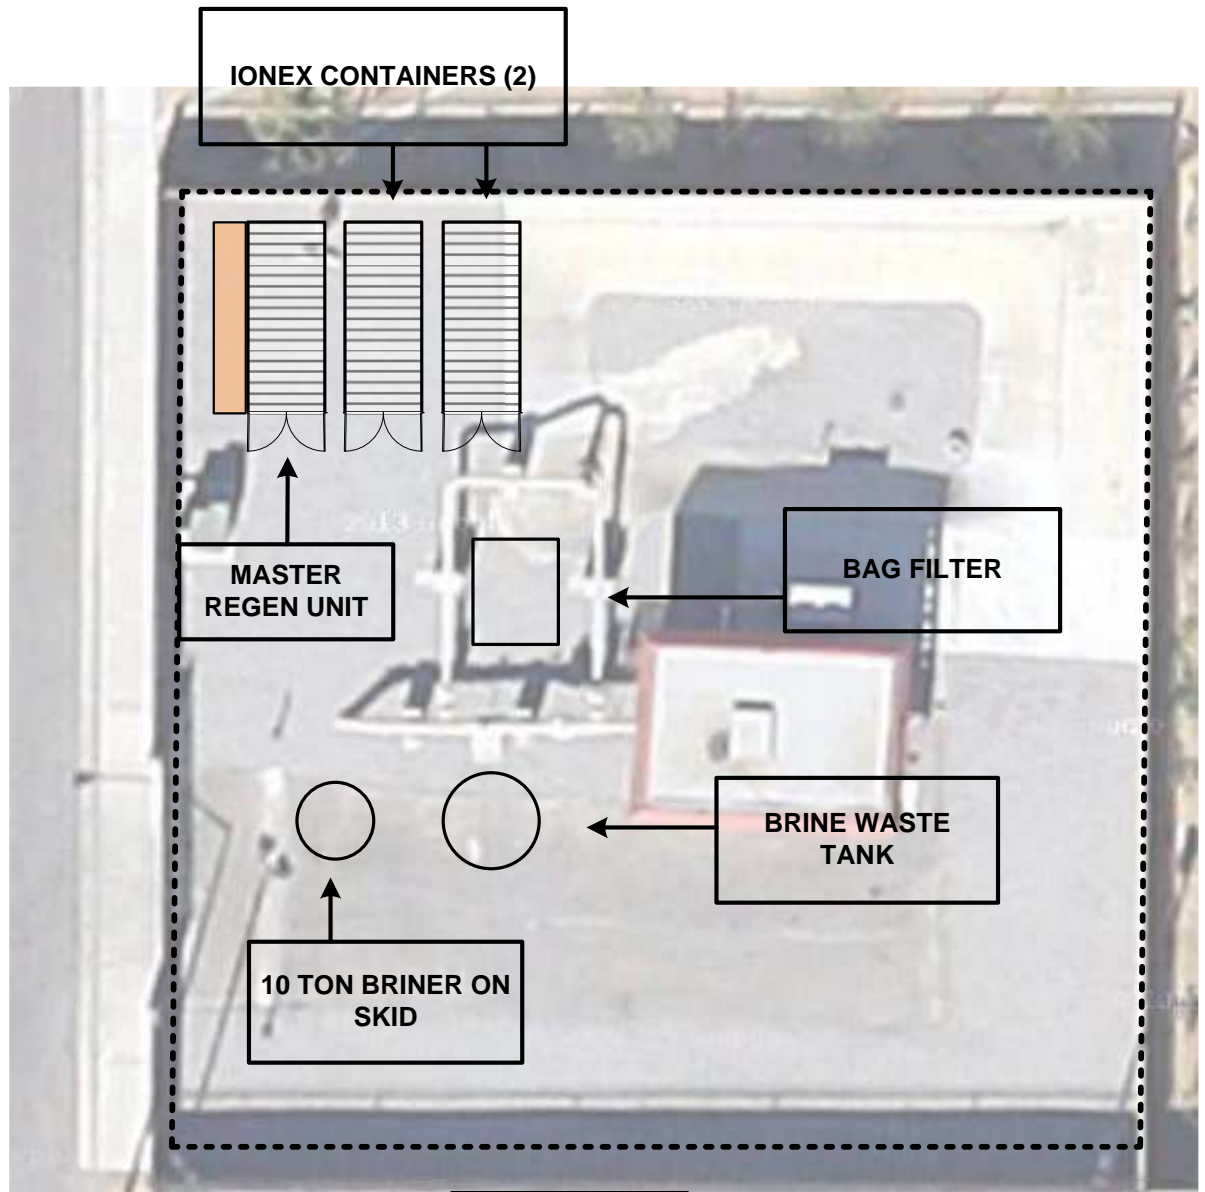 IONEX CONTAINERS (2)
MASTER
REGEN UNIT
BAG FILTER
BRINE WASTE
TANK
10 TON BRINER ON
SKID